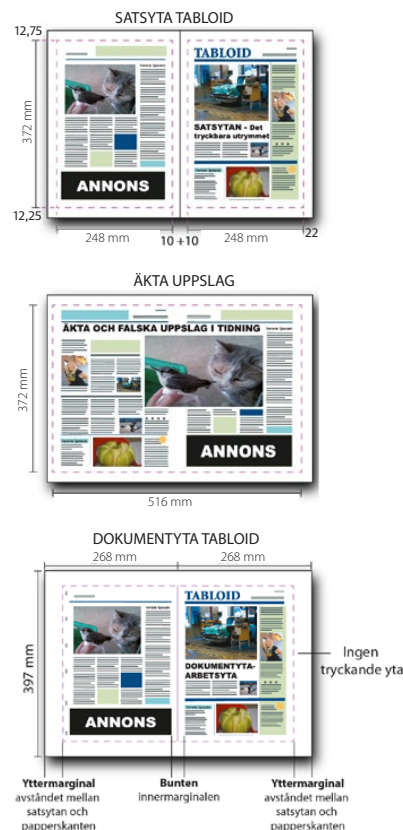 SATSYTA TABLOID
12,75
TABLOID
372 mm
SATSYTAN - Det
tryckbara utrymmet
ANNONS
12,25
248 mm
10 +10
248 mm
22
ÄKTA UPPSLAG
ÄKTA OCH FALSKA UPPSLAG I TIDNING
372 mm
ANNONS
516 mm
DOKUMENTYTA TABLOID
268 mm
268 mm
TABLOID
397 mm
DOKUMENTYTA-
ARBETSYTA
ANNONS
Ingen
tryckande yta
Yttermarginal
avståndet mellan
satsytan och
papperskanten
Bunten
innermarginalen
Yttermarginal
avståndet mellan
satsytan och
papperskanten